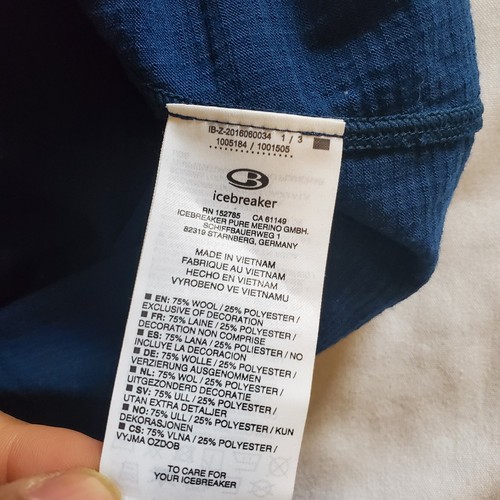 IB-Z-2016060034 1 / 3
1005184 / 1001505
icebreaker
RN 152785 CA 61149
ICEBREAKER PURE MERINO GMBH.
SCHIFFBAUERWEG 1
82319 STARNBERG, GERMANY
MADE IN VIETNAM
FABRIQUE AU VIETNAM
HECHO EN VIETNAM
VYROBENO VE VIETNAMU
EN: 75% WOOL / 25% POLYESTER /
EXCLUSIVE OF DECORATION
FR: 75% LAINE / 25% POLYESTER /
DECORATION NON COMPRISE
ES: 75% LANA / 25% POLIESTER / NO
INCLUYE LA DECORACION
DE: 75% WOLLE / 25% POLYESTER /
VERZIERUNG AUSGENOMMEN
NL: 75% WOL / 25% POLYESTER /
UITGEZONDERD DECORATIE
SV: 75% ULL / 25% POLYESTER /
UTAN EXTRA DETALJER
NO: 75% ULL / 25% POLYESTER / KUN
DEKORASJONEN
CS: 75% VLNA / 25% POLYESTER /
VYJMA OZDOB
TO CARE FOR
YOUR ICEBREAKER